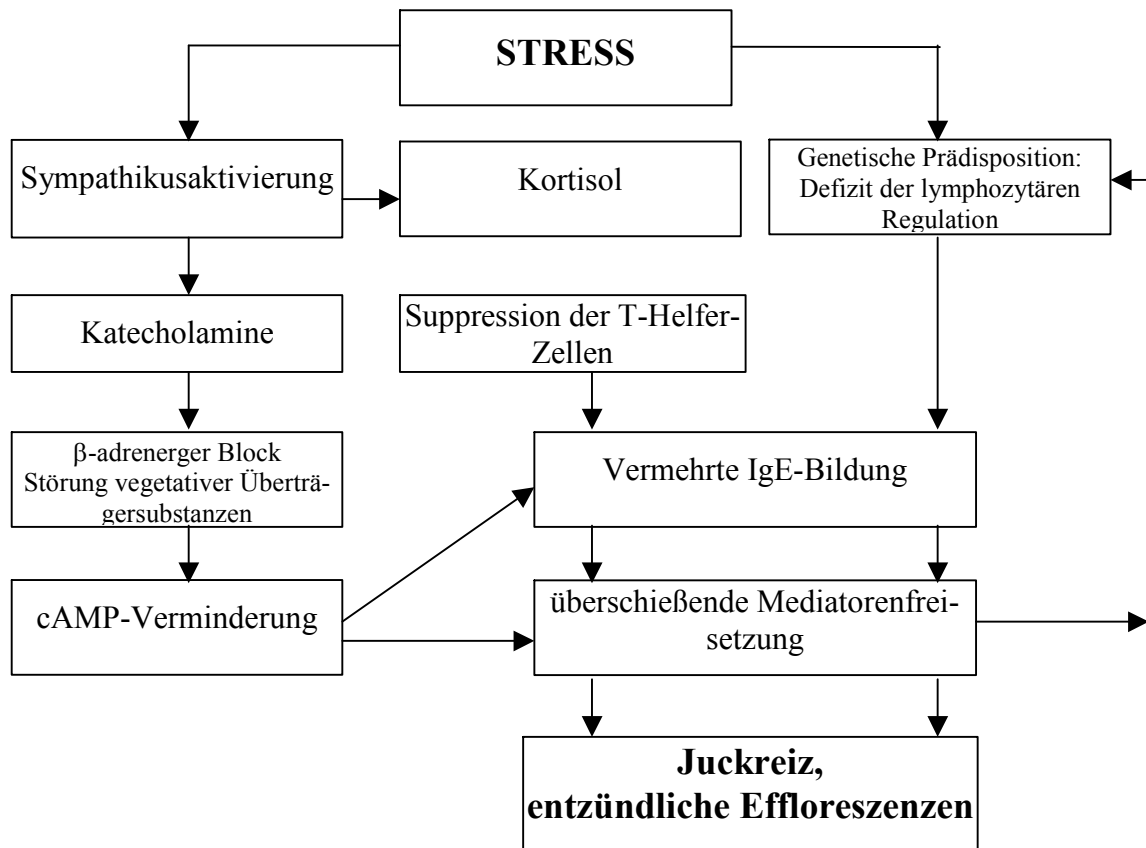 STRESS
Sympathikusaktivierung
Kortisol
Genetische Prädisposition:
Defizit der lymphozytären
Regulation
Katecholamine
Suppression der T-Helfer-
Zellen
β-adrenerger Block
Störung vegetativer Überträ-
gersubstanzen
Vermehrte IgE-Bildung
cAMP-Verminderung
überschießende Mediatorenfrei-
setzung
Juckreiz,
entzündliche Effloreszenzen